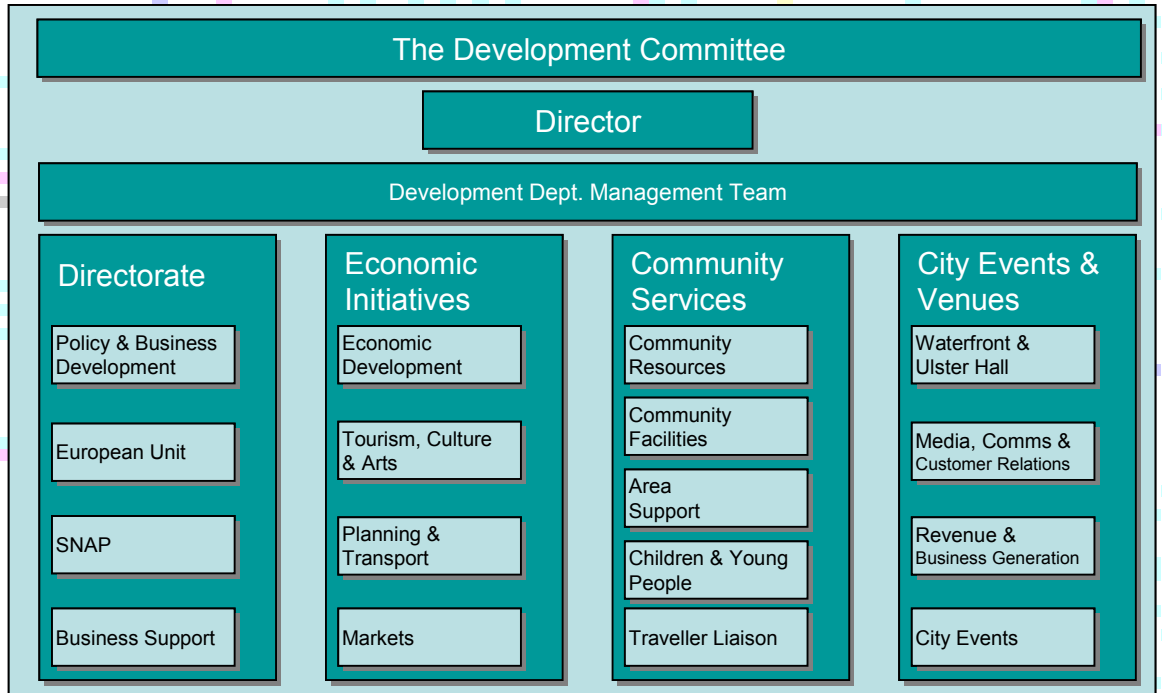 The Development Committee
Director
Development Dept. Management Team
Directorate
Policy & Business
Development
European Unit
SNAP
Business Support
Economic
Initiatives
Economic
Development
Tourism, Culture
& Arts
Planning &
Transport
Markets
Community
Services
Community
Resources
Community
Facilities
Area
Support
Children & Young
People
Traveller Liaison
City Events &
Venues
Waterfront &
Ulster Hall
Media, Comms &
Customer Relations
Revenue &
Business Generation
City Events